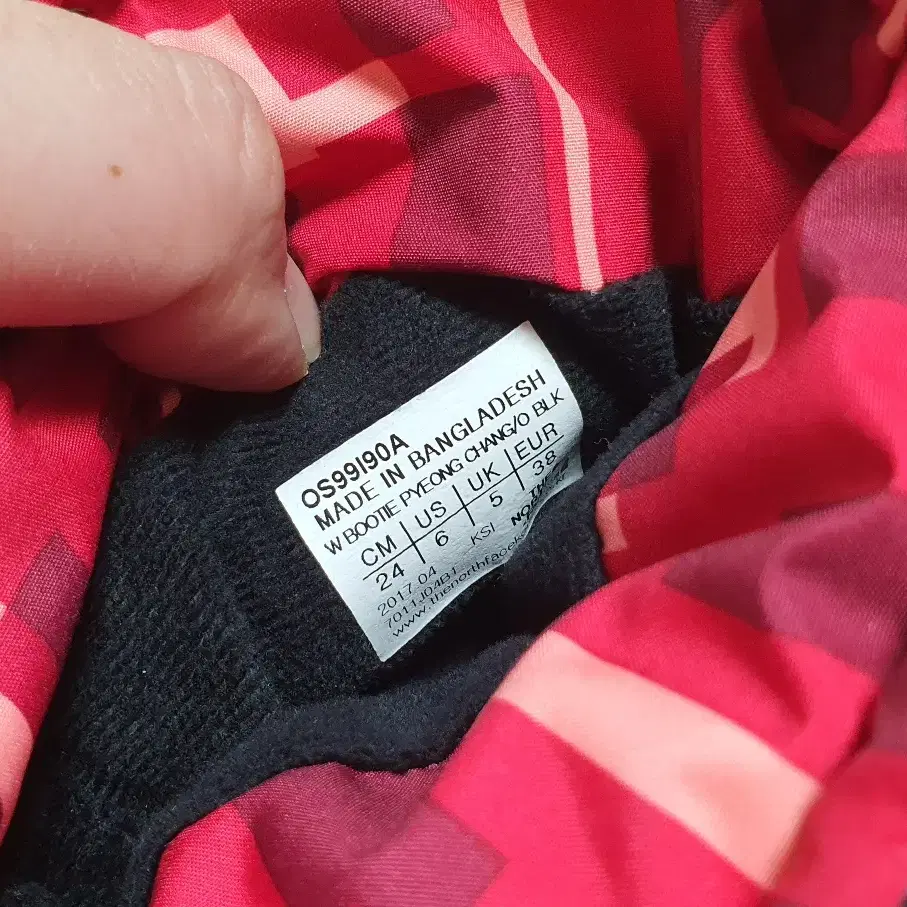 OS99I90A
MADE IN BANGLADESH
W BOOTIE PYEONG CHANG/O BLK
CM US UK EUR
24 6 5 38
2017.04 KSI
7011J04B1
www.thenorthface